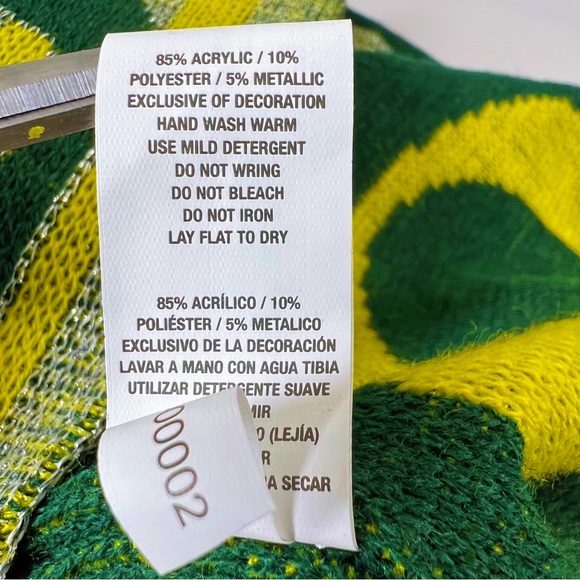 85% ACRYLIC / 10%
POLYESTER / 5% METALLIC
EXCLUSIVE OF DECORATION
HAND WASH WARM
USE MILD DETERGENT
DO NOT WRING
DO NOT BLEACH
DO NOT IRON
LAY FLAT TO DRY
85% ACRÍLICO / 10%
POLIÉSTER / 5% METALICO
EXCLUSIVO DE LA DECORACIÓN
LAVAR A MANO CON AGUA TIBIA
UTILIZAR DETERGENTE SUAVE
(LEJÍA)
SECAR
00002